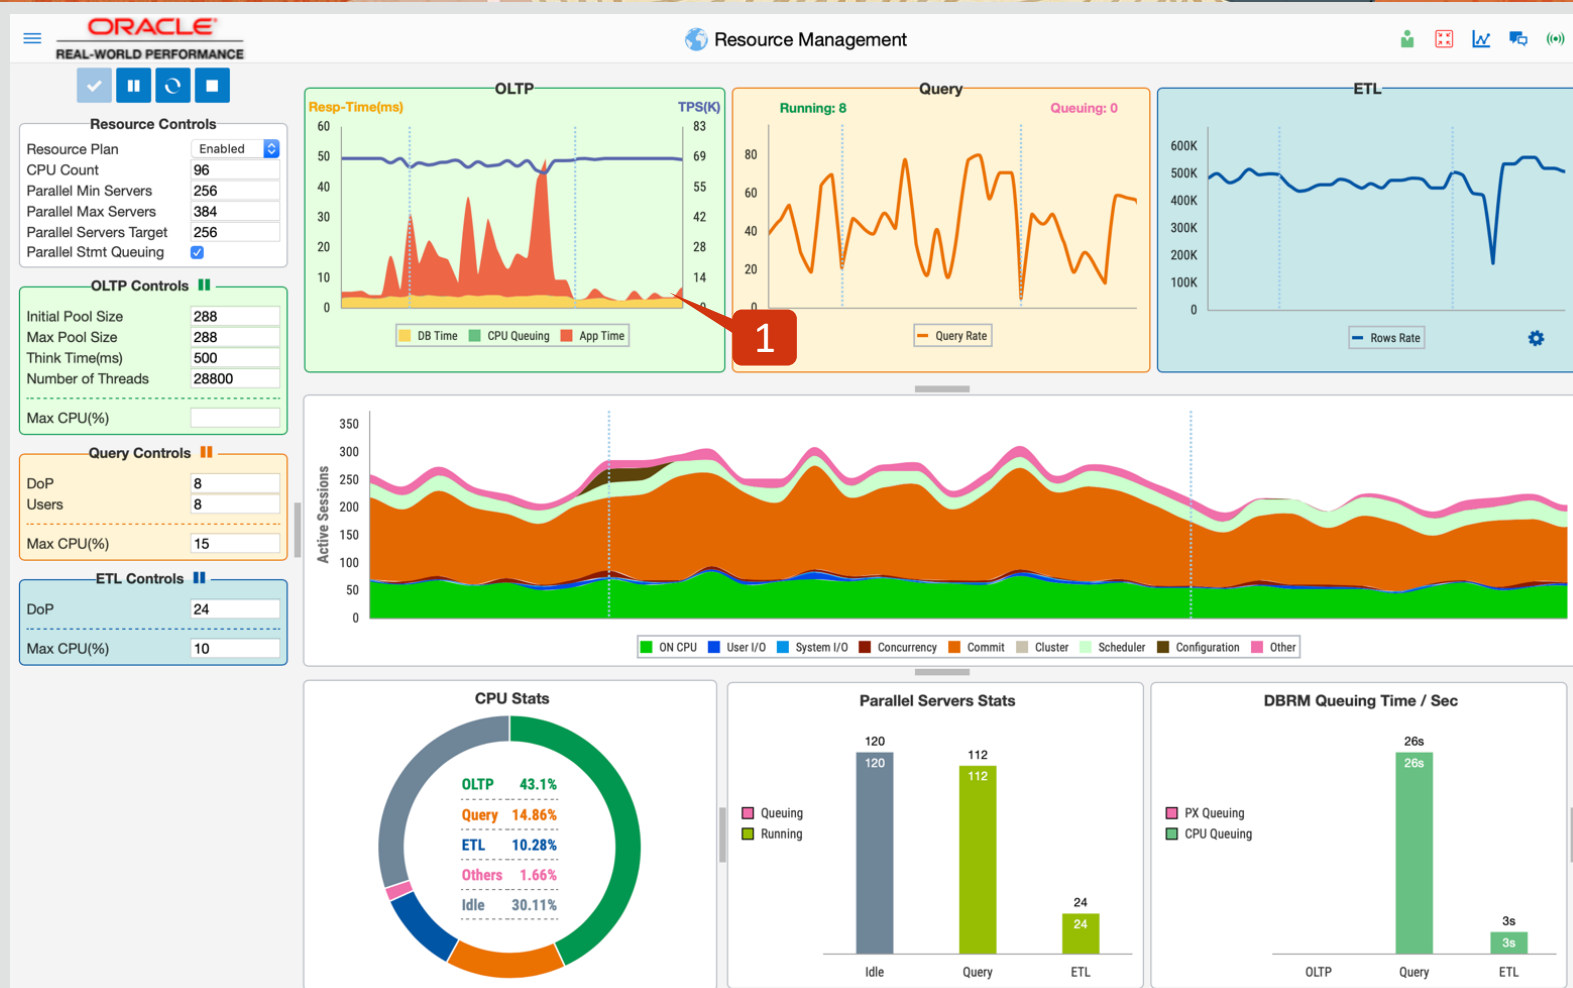 ORACLE
REAL-WORLD PERFORMANCE
Resource Management
Resource Controls
Resource Plan Enabled
CPU Count 96
Parallel Min Servers 256
Parallel Max Servers 384
Parallel Servers Target 256
Parallel Stmt Queuing
OLTP Controls
Initial Pool Size 288
Max Pool Size 288
Think Time(ms) 500
Number of Threads 28800
Max CPU(%)
Query Controls
DoP 8
Users 8
Max CPU(%) 15
ETL Controls
DoP 24
Max CPU(%) 10
OLTP
Resp-Time(ms) TPS(K)
60 83
50 69
40 55
30 42
20 28
10 14
0 0
DB Time CPU Queuing App Time
1
Query
Running: 8 Queuing: 0
80
60
40
20
0
Query Rate
ETL
600K
500K
400K
300K
200K
100K
0
Rows Rate
Active Sessions
350
300
250
200
150
100
50
0
ON CPU User I/O System I/O Concurrency Commit Cluster Scheduler Configuration Other
CPU Stats
OLTP 43.1%
Query 14.86%
ETL 10.28%
Others 1.66%
Idle 30.11%
Parallel Servers Stats
Queuing
Running
120
120
112
112
24
24
Idle Query ETL
DBRM Queuing Time / Sec
PX Queuing
CPU Queuing
26s
26s
3s
3s
OLTP Query ETL